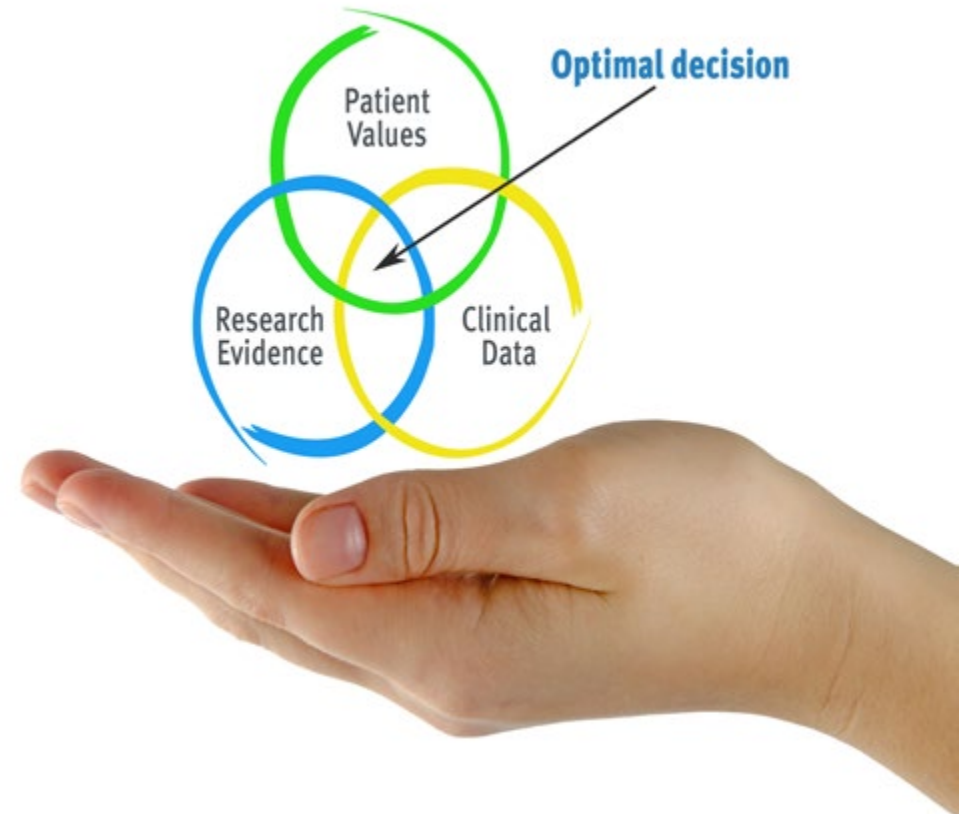 Optimal decision
Patient
Values
Research
Evidence
Clinical
Data